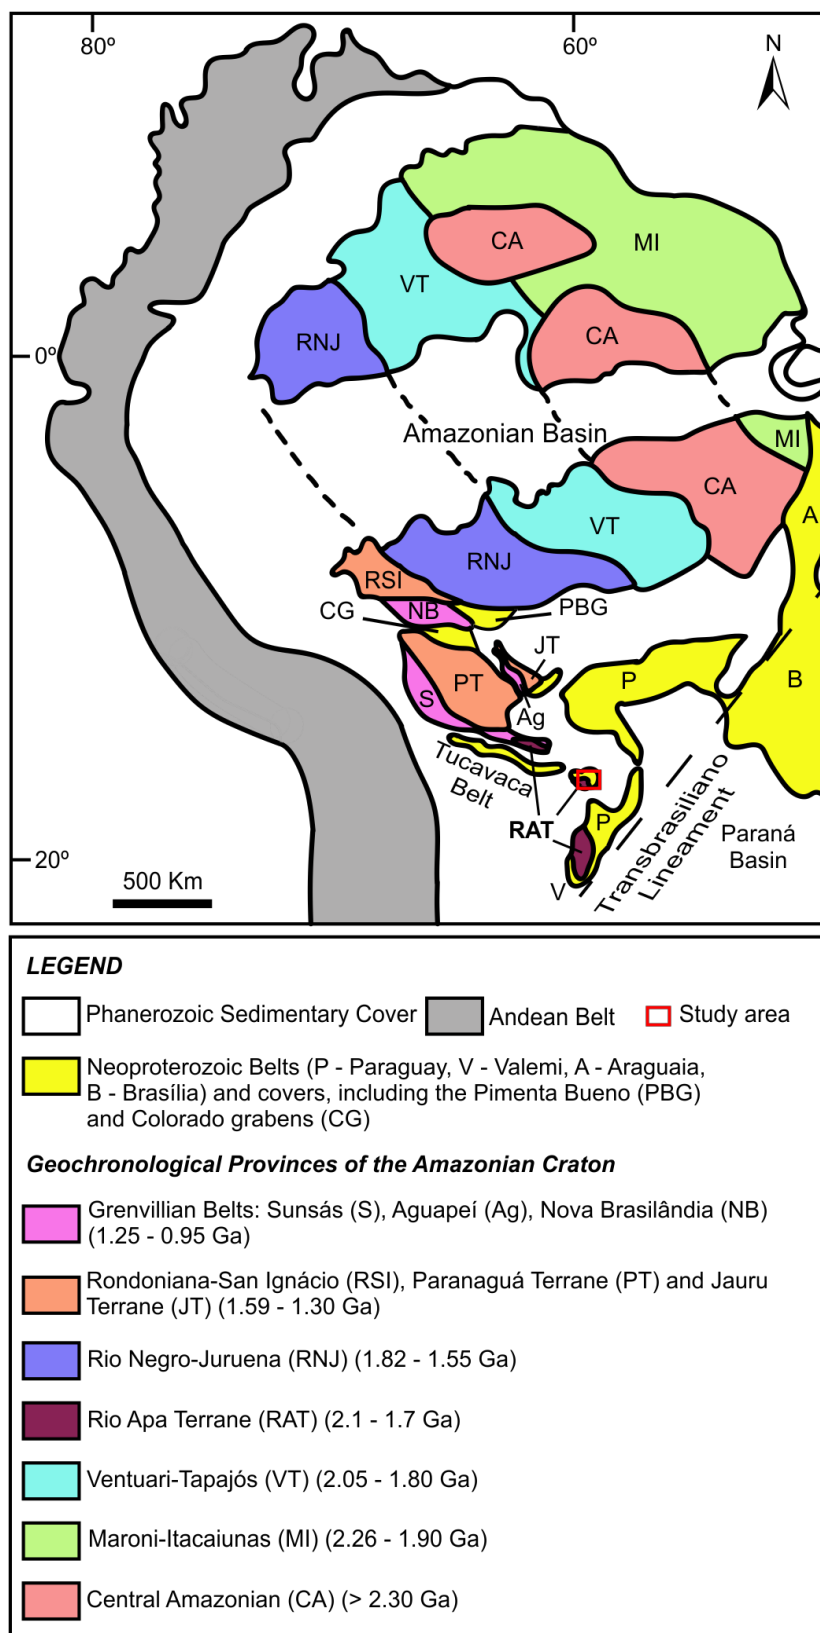 80º
60º
N
CA
MI
VT
RNJ
CA
0º
Amazonian Basin
MI
CA
A
VT
RNJ
RSI
CG
NB
PBG
JT
PT
S
P
B
Ag
Tucavaca
Belt
RAT
P
Transbrasiliano
Lineament
Paraná
Basin
20º
500 Km
V
LEGEND
Phanerozoic Sedimentary Cover
Andean Belt
Study area
Neoproterozoic Belts (P - Paraguay, V - Valemi, A - Araguaia,
B - Brasília) and covers, including the Pimenta Bueno (PBG)
and Colorado grabens (CG)
Geochronological Provinces of the Amazonian Craton
Grenvillian Belts: Sunsás (S), Aguapeí (Ag), Nova Brasilândia (NB)
(1.25 - 0.95 Ga)
Rondoniana-San Ignácio (RSI), Paranaguá Terrane (PT) and Jauru
Terrane (JT) (1.59 - 1.30 Ga)
Rio Negro-Juruena (RNJ) (1.82 - 1.55 Ga)
Rio Apa Terrane (RAT) (2.1 - 1.7 Ga)
Ventuari-Tapajós (VT) (2.05 - 1.80 Ga)
Maroni-Itacaiunas (MI) (2.26 - 1.90 Ga)
Central Amazonian (CA) (> 2.30 Ga)